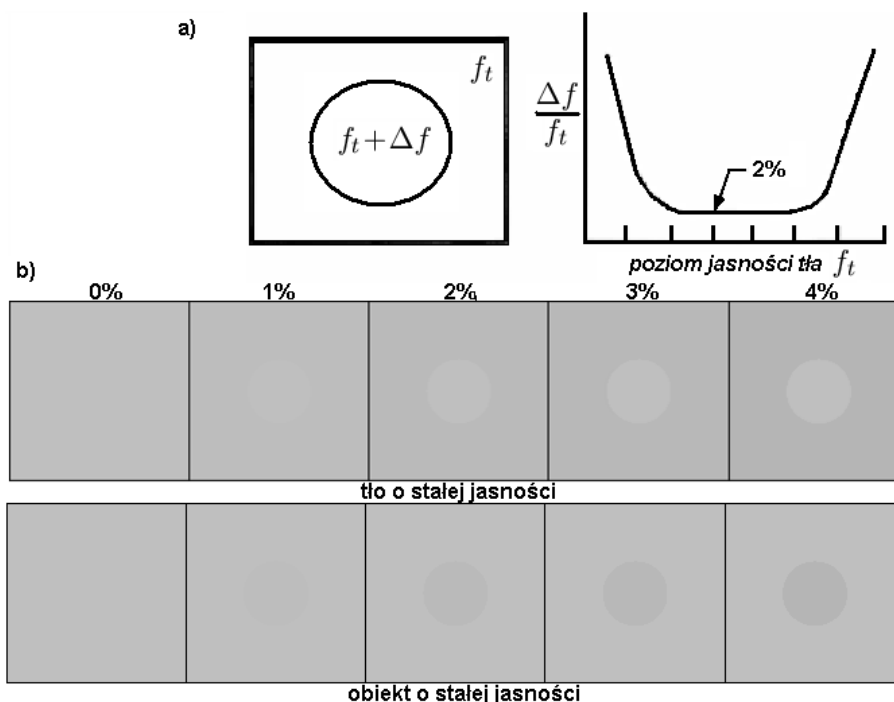 a)
f_t
f_t + Δf
Δf
f_t
2%
poziom jasności tła f_t
b)
0% 1% 2% 3% 4%
tło o stałej jasności
obiekt o stałej jasności